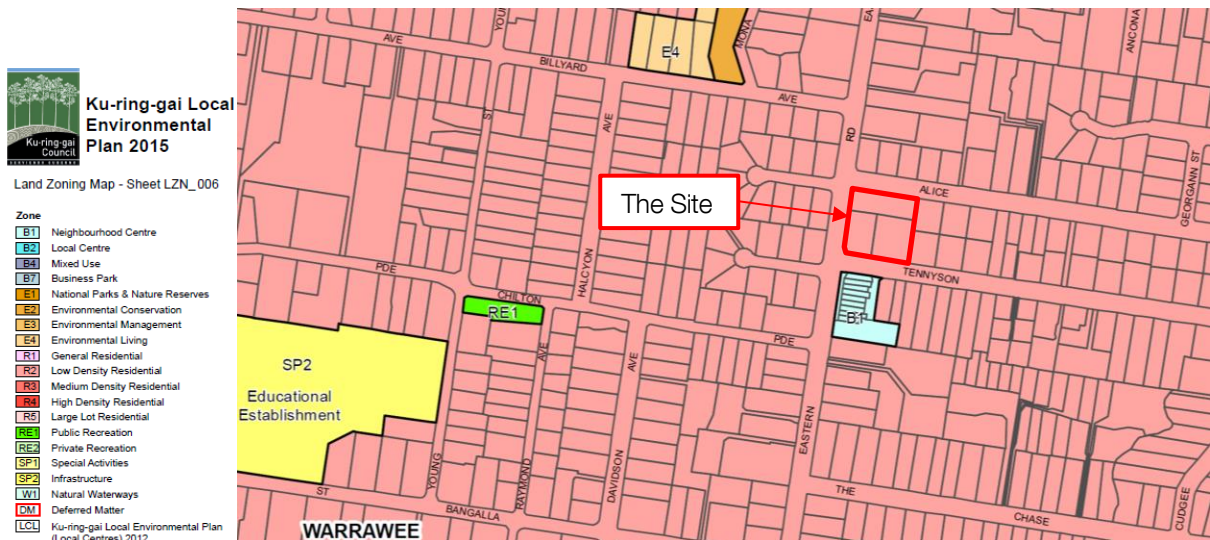 Ku-ring-gai Local
Environmental
Plan 2015
Ku-ring-gai
Council
Land Zoning Map - Sheet LZN_006
Zone
B1 Neighbourhood Centre
B2 Local Centre
B4 Mixed Use
B7 Business Park
E1 National Parks & Nature Reserves
E2 Environmental Conservation
E3 Environmental Management
E4 Environmental Living
R1 General Residential
R2 Low Density Residential
R3 Medium Density Residential
R4 High Density Residential
R5 Large Lot Residential
RE1 Public Recreation
RE2 Private Recreation
SP1 Special Activities
SP2 Infrastructure
W1 Natural Waterways
DM Deferred Matter
LCL Ku-ring-gai Local Environmental Plan
(Local Centres) 2012
AVE
BILLYARD
AVE
E4
MONA
ANCONA
ST
AVE
RD
The Site
ALICE
GEORGANN ST
HALCYON
TENNYSON
PDE
CHILTON
RE1
PDE
B1
SP2
Educational
Establishment
AVE
AVE
YOUNG
RAYMOND
DAVIDSON
EASTERN
ST
BANGALLA
THE
CHASE
CUDGEE
WARRAWEE